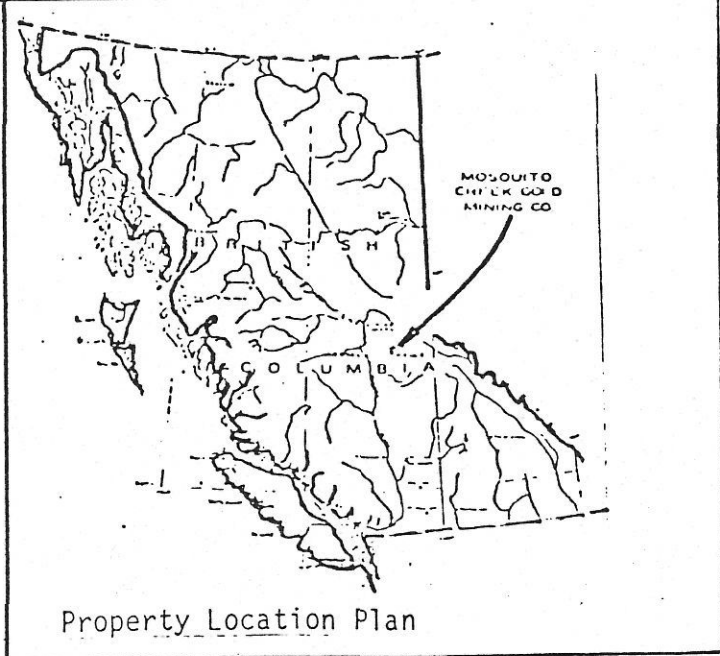 MOSQUITO
CREEK GOLD
MINING CO
BRITISH
COLUMBIA
Property Location Plan